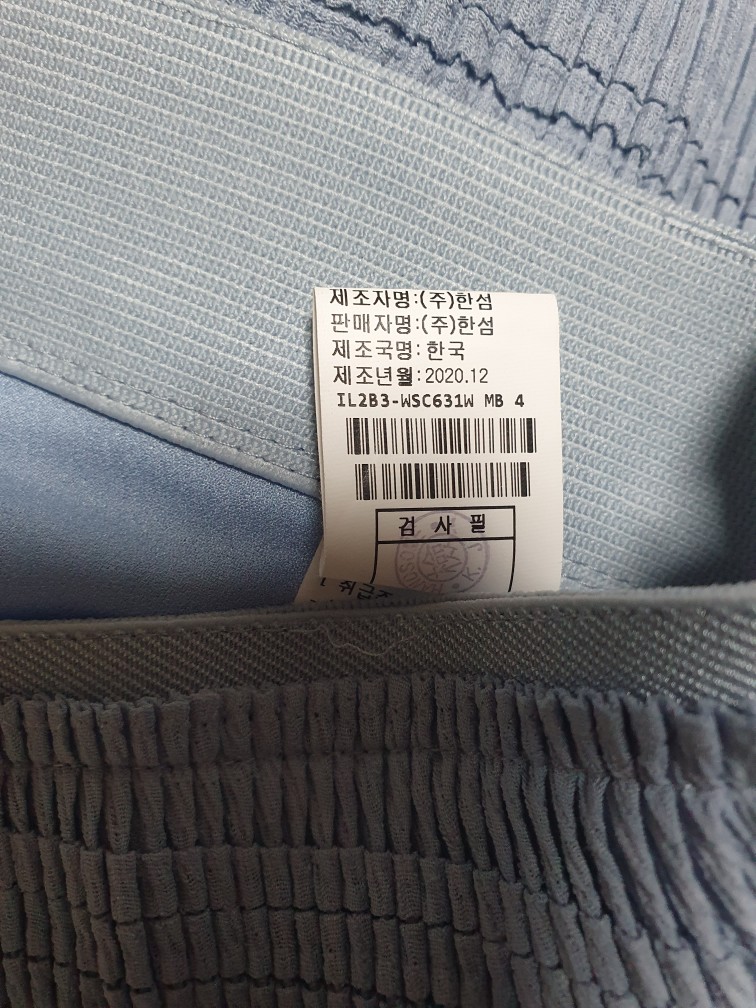 제조자명:(주)한섬
판매자명:(주)한섬
제조국명:한국
제조년월:2020.12
IL2B3-WSC631W MB 4
검 사 필